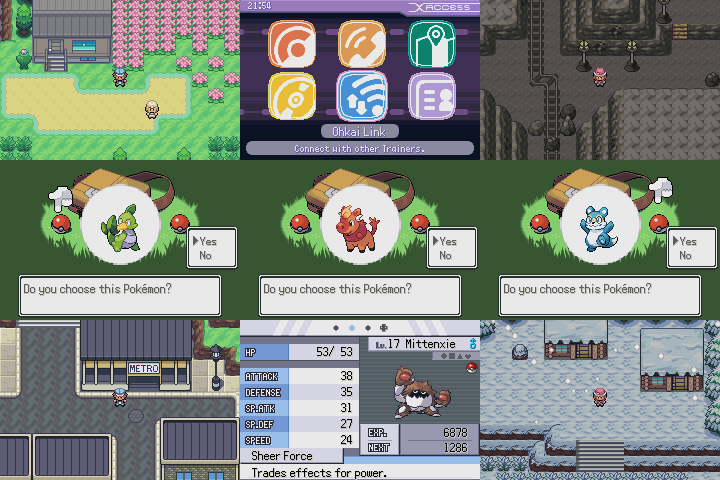 21:54
XACCESS
Ohkai Link
Connect with other Trainers.
Yes
No
Do you choose this Pokémon?
Yes
No
Do you choose this Pokémon?
Yes
No
Do you choose this Pokémon?
METRO
Lv.17 Mittenxie
HP 53/ 53
ATTACK 38
DEFENSE 35
SP.ATK 31
SP.DEF 27
SPEED 24
EXP. 6878
NEXT 1286
Sheer Force
Trades effects for power.